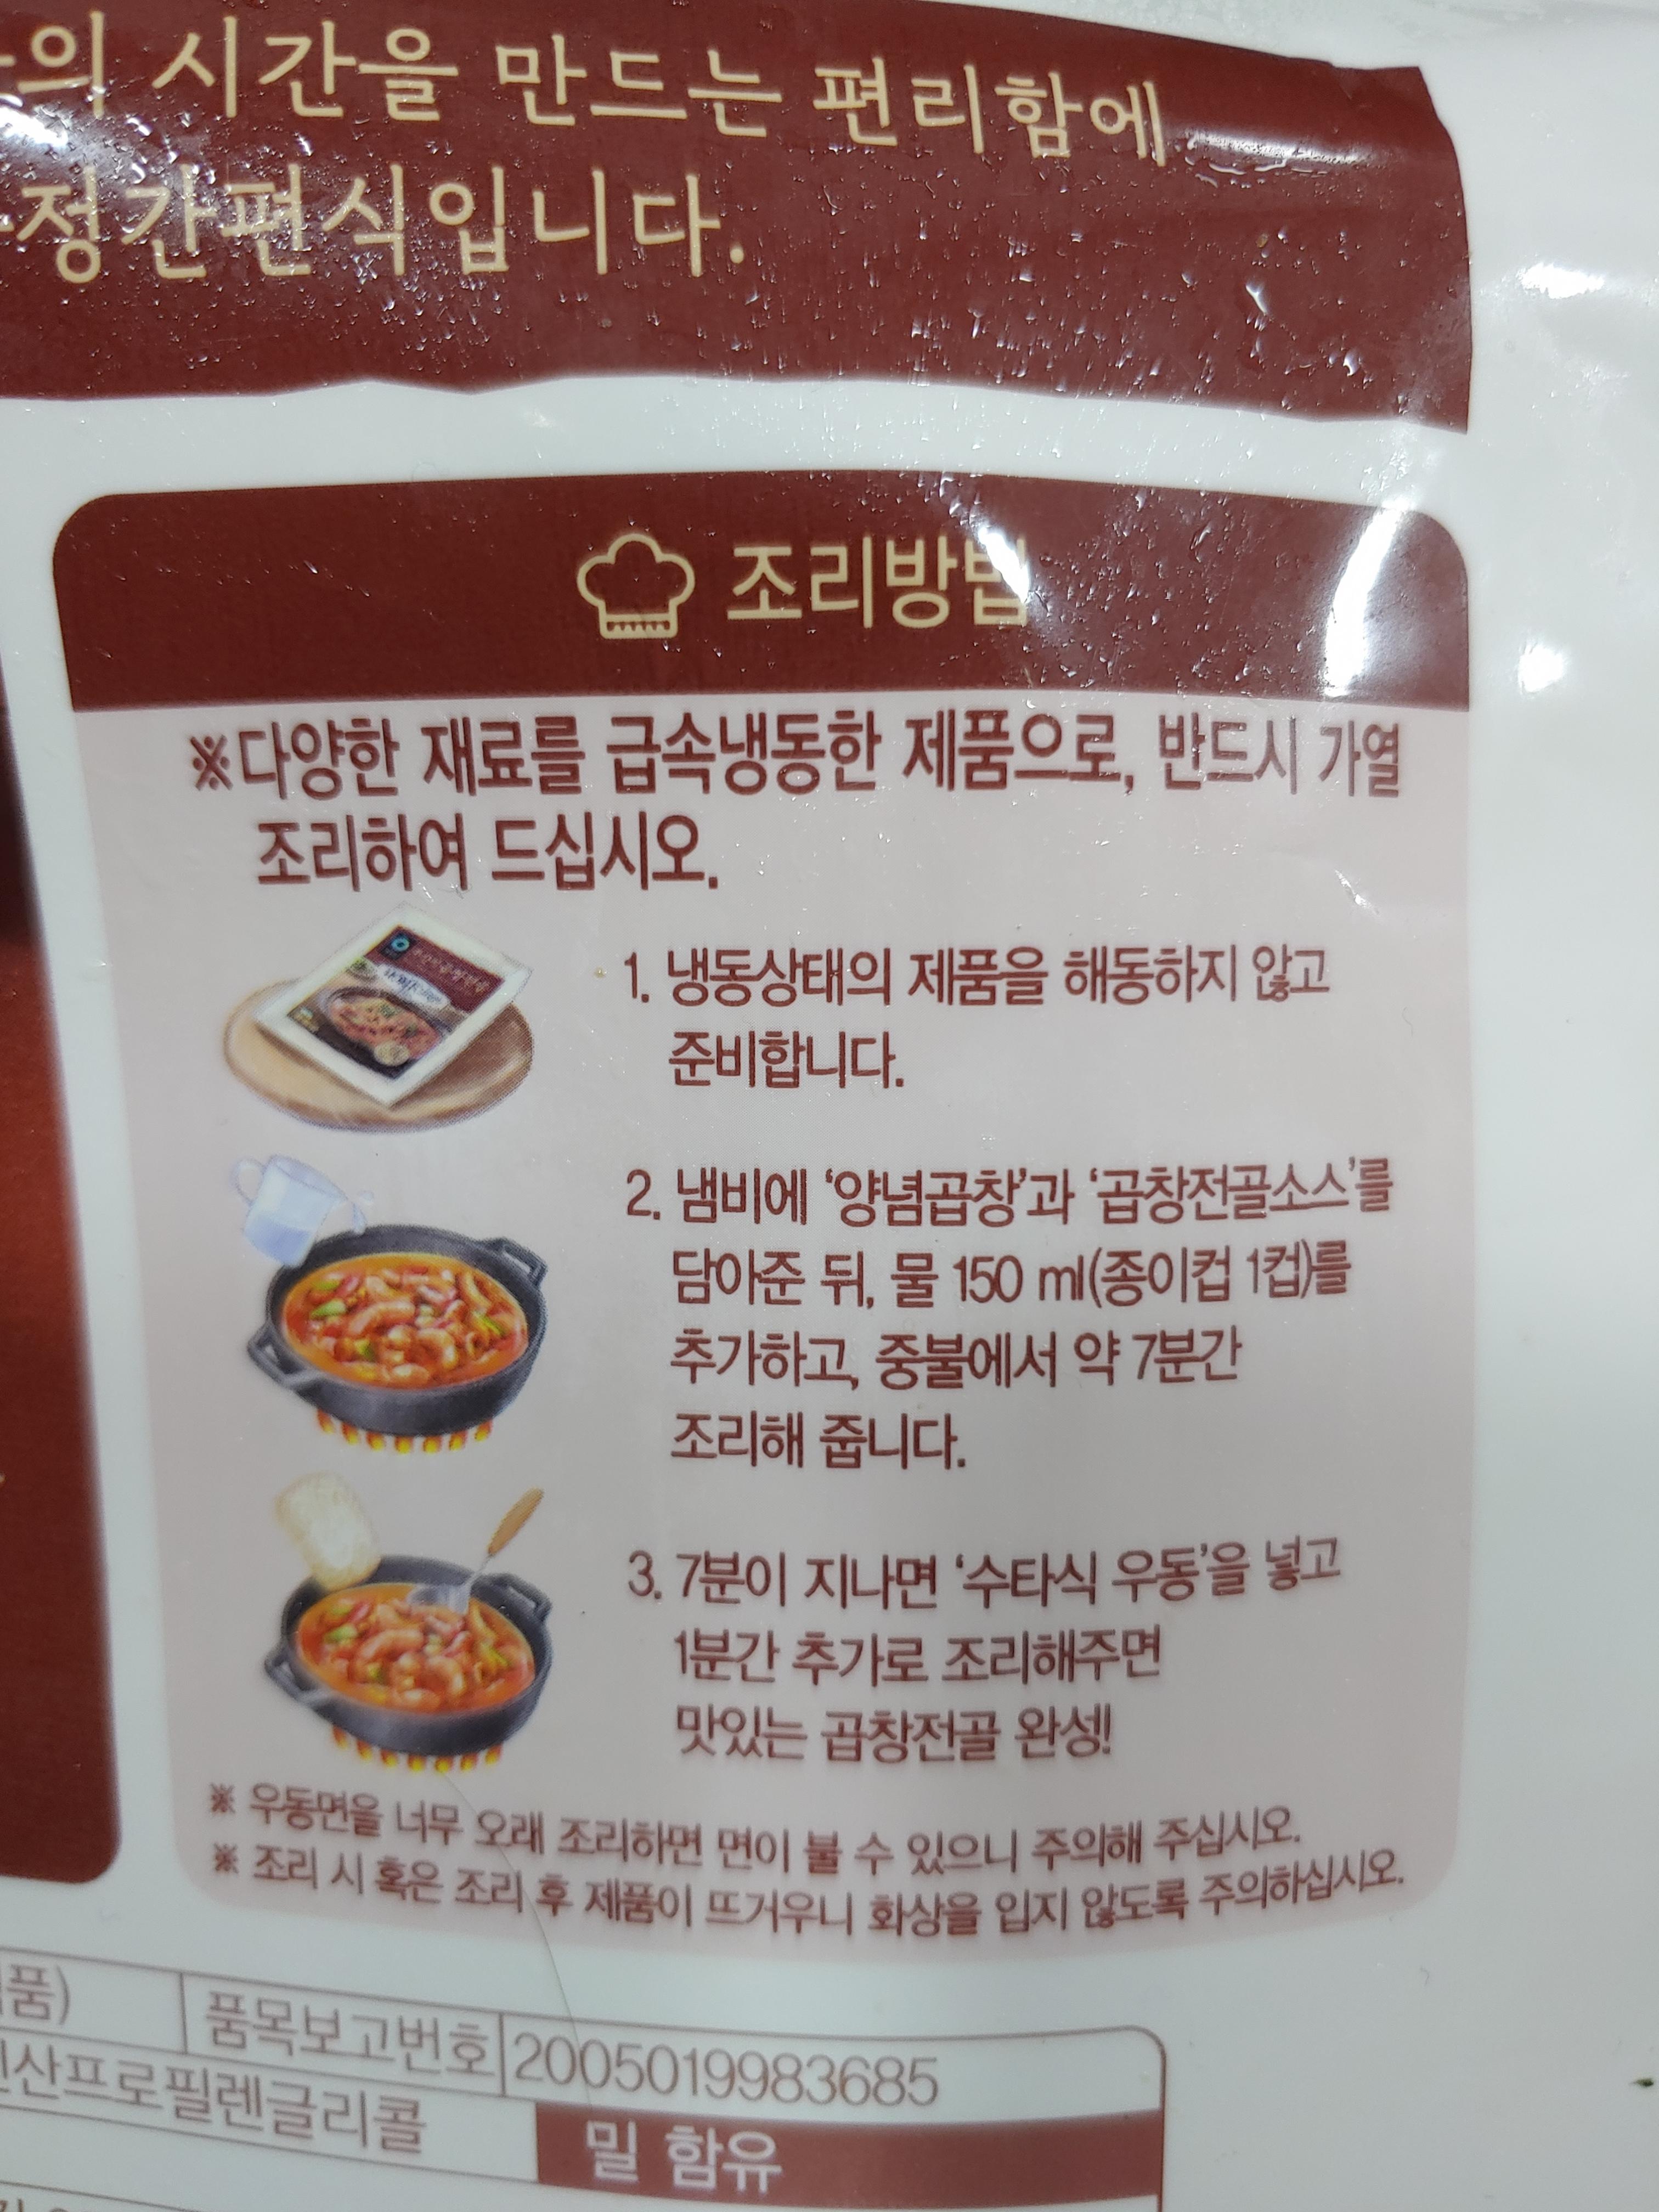 의 시간을 만드는 편리함에
정간편식입니다.
조리방법
※다양한 재료를 급속냉동한 제품으로, 반드시 가열
조리하여 드십시오.
1. 냉동상태의 제품을 해동하지 않고
준비합니다.
2. 냄비에 '양념곱창'과 '곱창전골소스'를
담아준 뒤, 물 150 ml(종이컵 1컵)를
추가하고, 중불에서 약 7분간
조리해 줍니다.
3. 7분이 지나면 '수타식 우동'을 넣고
1분간 추가로 조리해주면
맛있는 곱창전골 완성!
※ 우동면을 너무 오래 조리하면 면이 불 수 있으니 주의해 주십시오.
※ 조리 시 혹은 조리 후 제품이 뜨거우니 화상을 입지 않도록 주의하십시오.
품) 품목보고번호 2005019983685
산프로필렌글리콜
밀 함유